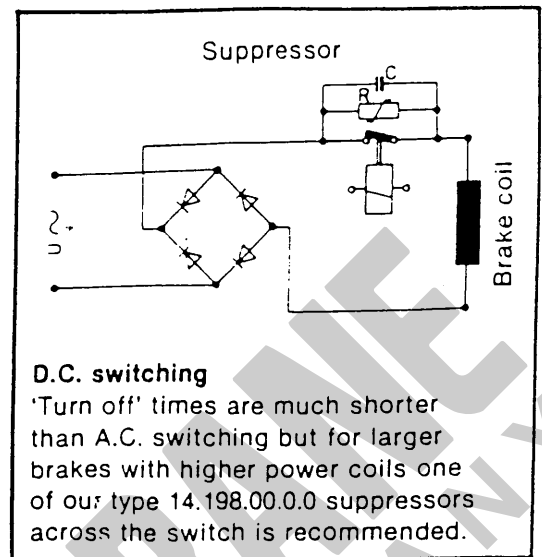 Suppressor
C
R
U ~
Brake coil
D.C. switching
'Turn off' times are much shorter
than A.C. switching but for larger
brakes with higher power coils one
of our type 14.198.00.0.0 suppressors
across the switch is recommended.